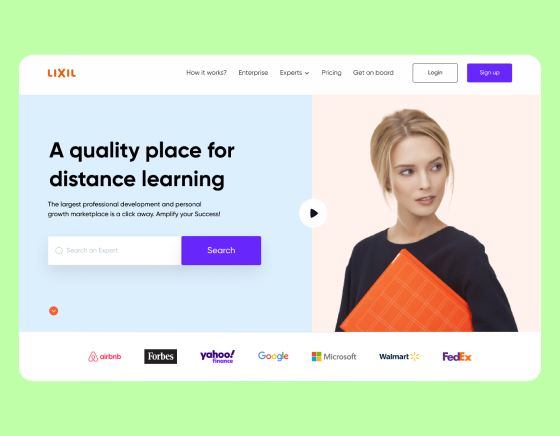 LIXIL
How it works? Enterprise Experts Pricing Get on board Login Sign up
A quality place for
distance learning
The largest professional development and personal
growth marketplace is a click away. Amplify your Success!
Search an Expert Search
airbnb Forbes yahoo! finance Google Microsoft Walmart FedEx